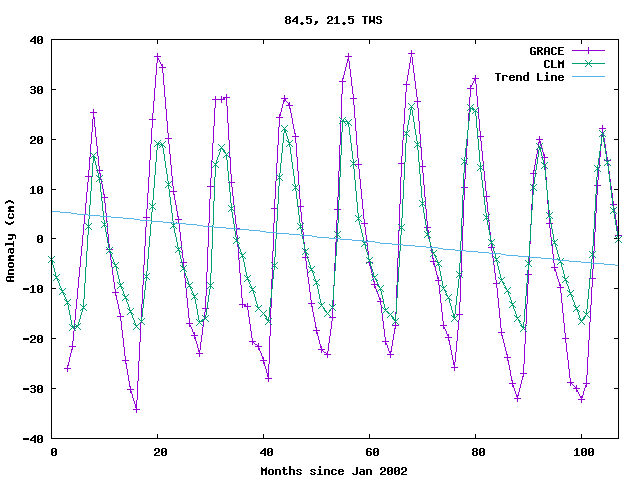 84.5, 21.5 TWS
GRACE
CLM
Trend Line
40
30
20
10
0
-10
-20
-30
-40
Anomaly (cm)
0 20 40 60 80 100
Months since Jan 2002